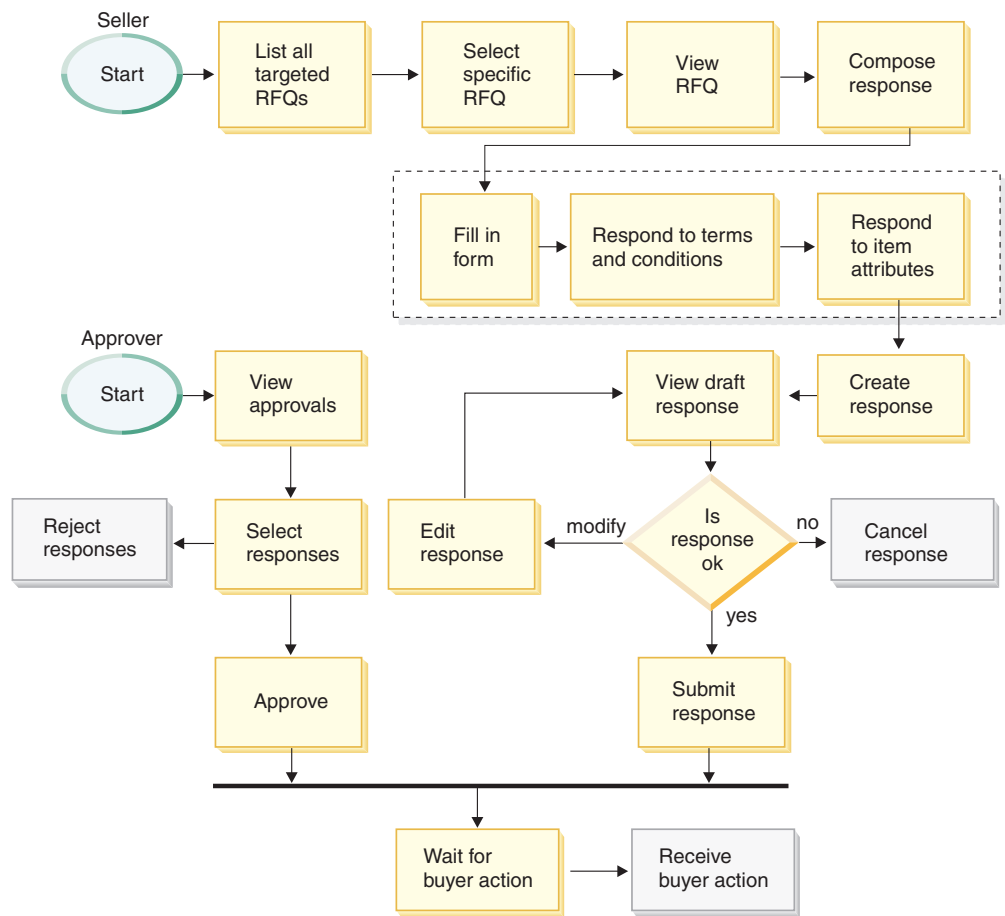 Seller
Start
List all
targeted
RFQs
Select
specific
RFQ
View
RFQ
Compose
response
Fill in
form
Respond to terms
and conditions
Respond
to item
attributes
Approver
Start
View
approvals
View draft
response
Create
response
Reject
responses
Select
responses
Edit
response
modify
Is
response
ok
no
Cancel
response
yes
Approve
Submit
response
Wait for
buyer action
Receive
buyer action